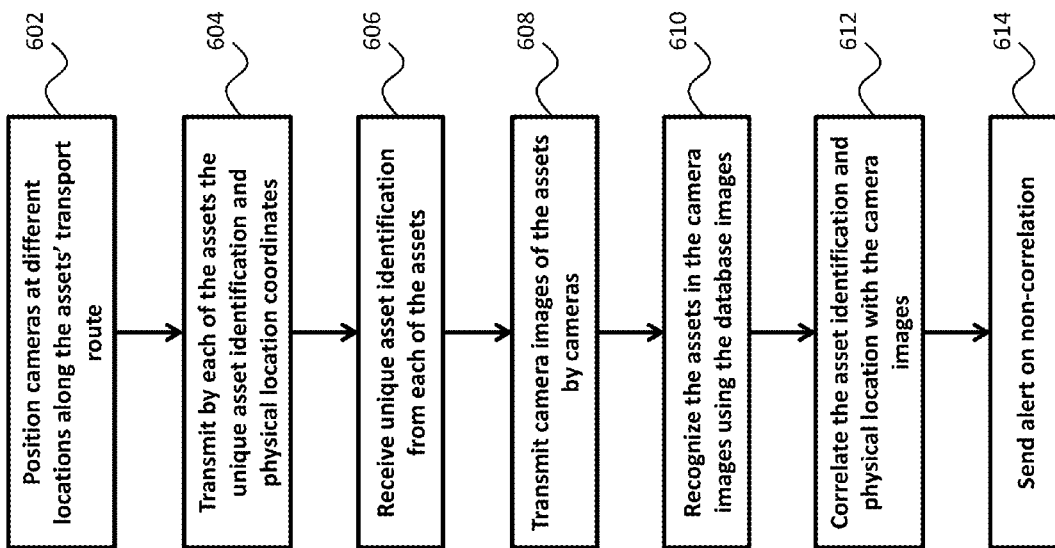 Position cameras at different
locations along the assets' transport
route
602
Transmit by each of the assets the
unique asset identification and
physical location coordinates
604
Receive unique asset identification
from each of the assets
606
Transmit camera images of the assets
by cameras
608
Recognize the assets in the camera
images using the database images
610
Correlate the asset identification and
physical location with the camera
images
612
Send alert on non-correlation
614